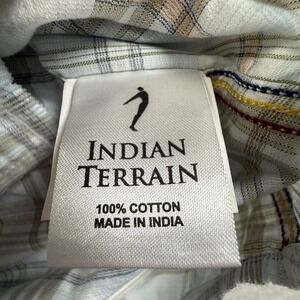 INDIAN
TERRAIN
100% COTTON
MADE IN INDIA